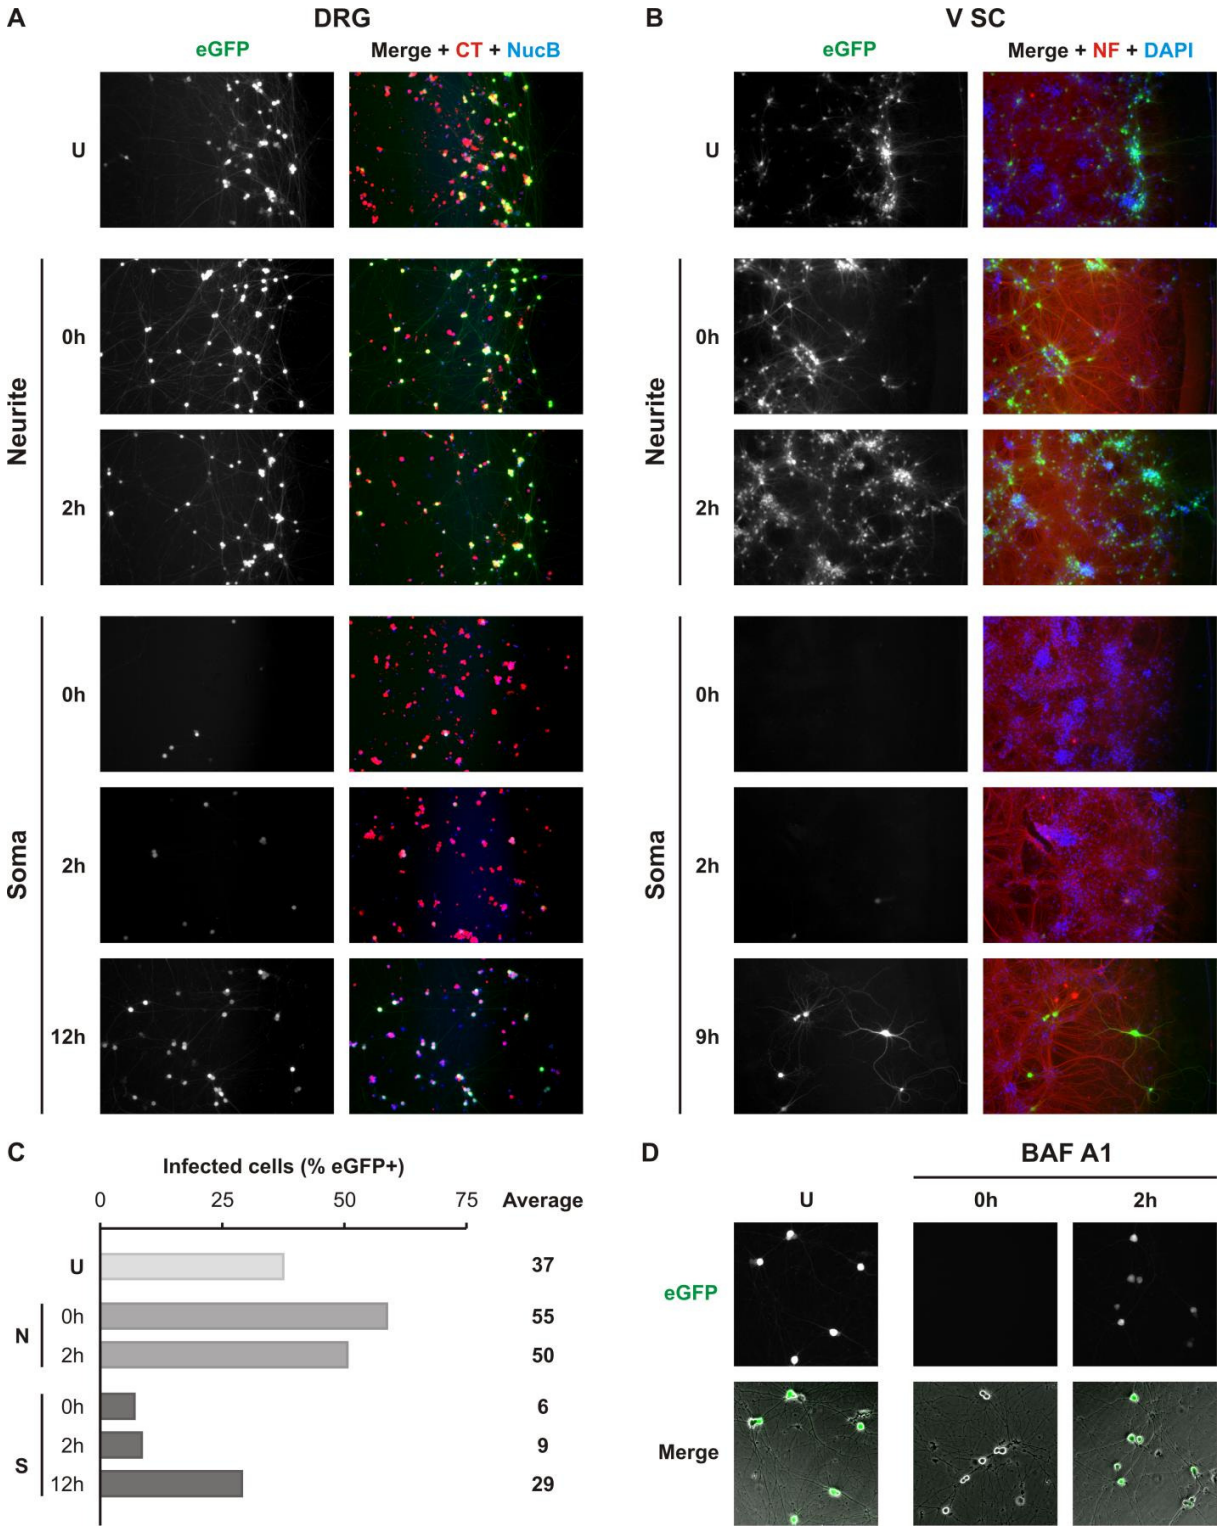 A DRG
eGFP Merge + CT + NucB
U
Neurite
0h
2h
Soma
0h
2h
12h
B V SC
eGFP Merge + NF + DAPI
U
Neurite
0h
2h
Soma
0h
2h
9h
C
Infected cells (% eGFP+)
0 25 50 75 Average
U 37
N
0h 55
2h 50
S
0h 6
2h 9
12h 29
D BAF A1
U 0h 2h
eGFP
Merge